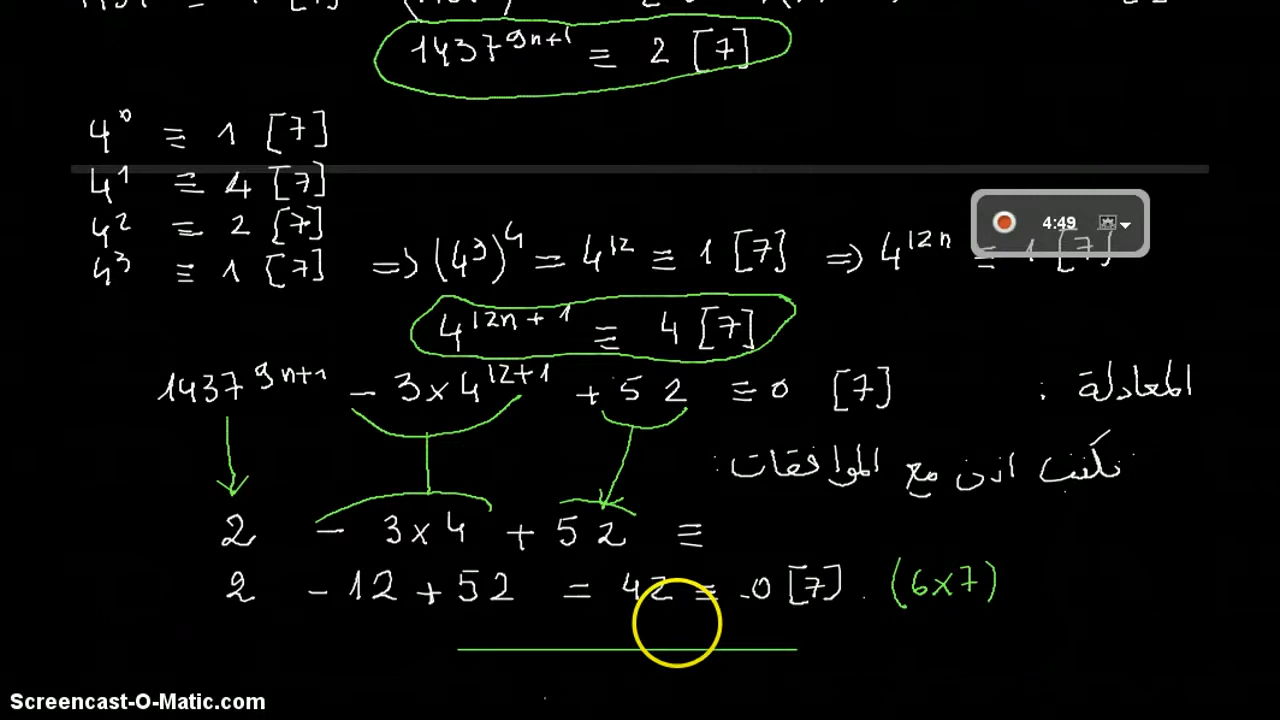 1437^{9n+1} ≡ 2 [7]
4^0 ≡ 1 [7]
4^1 ≡ 4 [7]
4^2 ≡ 2 [7]
4^3 ≡ 1 [7] => (4^3)^4 = 4^{12} ≡ 1 [7] => 4^{12n} ≡ 1 [7]
4:49
4^{12n+1} ≡ 4 [7]
1437^{9n+1} - 3×4^{12+1} + 52 ≡ 0 [7] المعادلة :
نكتب اذن مع الموافقات :
2 - 3×4 + 52 ≡
2 - 12 + 52 = 42 ≡ 0 [7] . (6×7)
Screencast-O-Matic.com